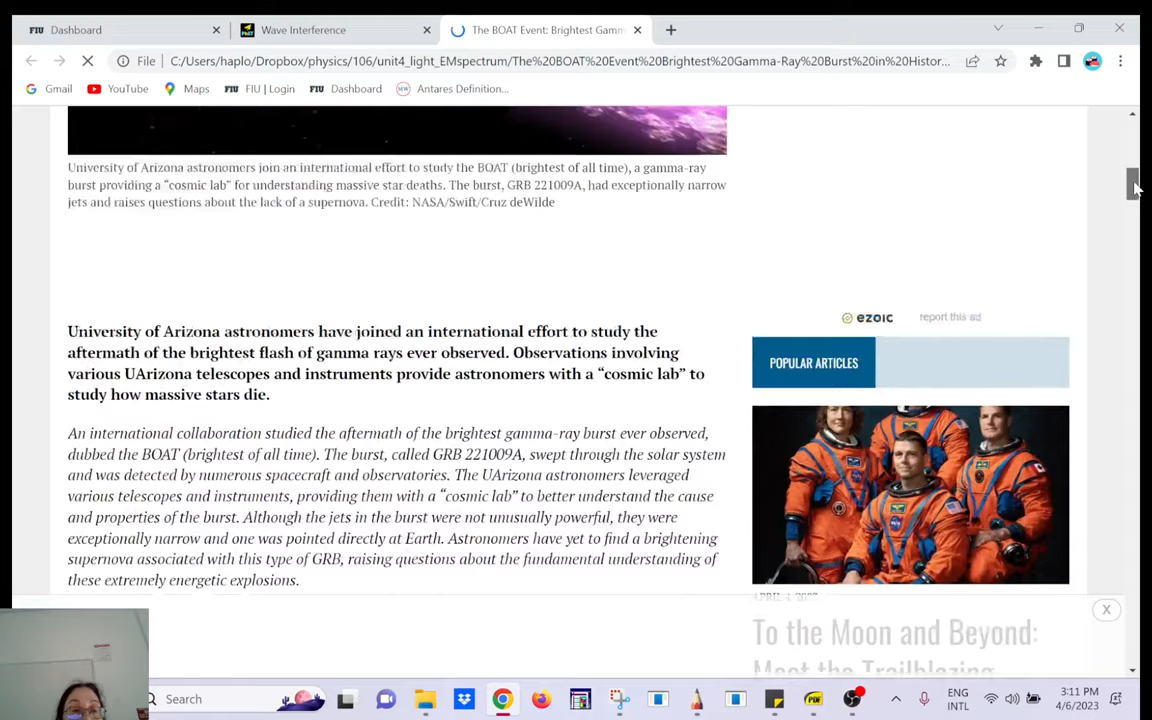 FIU Dashboard
Wave Interference
The BOAT Event: Brightest Gamm
File C:/Users/haplo/Dropbox/physics/106/unit4_light_EMspectrum/The%20BOAT%20Event%20Brightest%20Gamma-Ray%20Burst%20in%20Histor...
Gmail YouTube Maps FIU FIU | Login FIU Dashboard Antares Definition...
University of Arizona astronomers join an international effort to study the BOAT (brightest of all time), a gamma-ray
burst providing a “cosmic lab” for understanding massive star deaths. The burst, GRB 221009A, had exceptionally narrow
jets and raises questions about the lack of a supernova. Credit: NASA/Swift/Cruz deWilde
University of Arizona astronomers have joined an international effort to study the
aftermath of the brightest flash of gamma rays ever observed. Observations involving
various UArizona telescopes and instruments provide astronomers with a “cosmic lab” to
study how massive stars die.
An international collaboration studied the aftermath of the brightest gamma-ray burst ever observed,
dubbed the BOAT (brightest of all time). The burst, called GRB 221009A, swept through the solar system
and was detected by numerous spacecraft and observatories. The UArizona astronomers leveraged
various telescopes and instruments, providing them with a “cosmic lab” to better understand the cause
and properties of the burst. Although the jets in the burst were not unusually powerful, they were
exceptionally narrow and one was pointed directly at Earth. Astronomers have yet to find a brightening
supernova associated with this type of GRB, raising questions about the fundamental understanding of
these extremely energetic explosions.
ezoic report this ad
POPULAR ARTICLES
APRIL 4, 2023
To the Moon and Beyond:
Meet the Trailblazing
Search
ENG
INTL
3:11 PM
4/6/2023